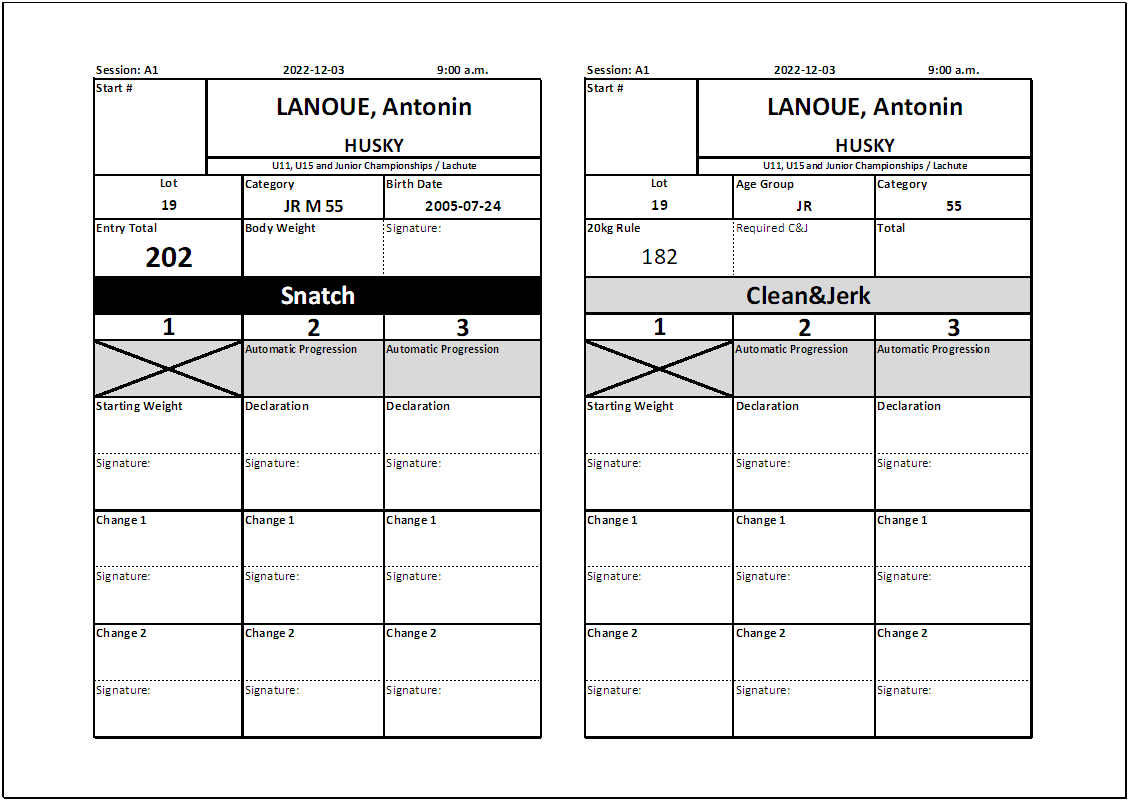 Session: A1 2022-12-03 9:00 a.m.
Start #
LANOUE, Antonin
HUSKY
U11, U15 and Junior Championships / Lachute
Lot Category Birth Date
19 JR M 55 2005-07-24
Entry Total Body Weight Signature:
202
Snatch
1 2 3
Automatic Progression Automatic Progression
Starting Weight Declaration Declaration
Signature: Signature: Signature:
Change 1 Change 1 Change 1
Signature: Signature: Signature:
Change 2 Change 2 Change 2
Signature: Signature: Signature:
Session: A1 2022-12-03 9:00 a.m.
Start #
LANOUE, Antonin
HUSKY
U11, U15 and Junior Championships / Lachute
Lot Age Group Category
19 JR 55
20kg Rule Required C&J Total
182
Clean&Jerk
1 2 3
Automatic Progression Automatic Progression
Starting Weight Declaration Declaration
Signature: Signature: Signature:
Change 1 Change 1 Change 1
Signature: Signature: Signature:
Change 2 Change 2 Change 2
Signature: Signature: Signature: